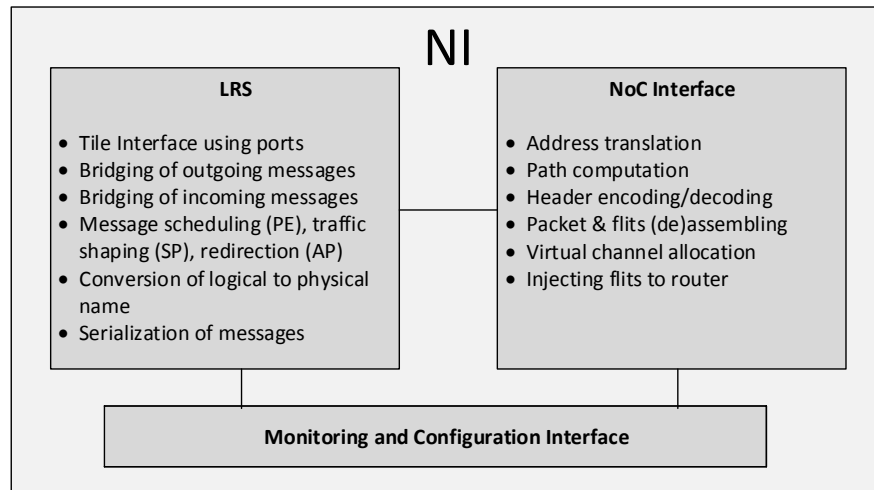 NI
LRS
• Tile Interface using ports
• Bridging of outgoing messages
• Bridging of incoming messages
• Message scheduling (PE), traffic
shaping (SP), redirection (AP)
• Conversion of logical to physical
name
• Serialization of messages
NoC Interface
• Address translation
• Path computation
• Header encoding/decoding
• Packet & flits (de)assembling
• Virtual channel allocation
• Injecting flits to router
Monitoring and Configuration Interface